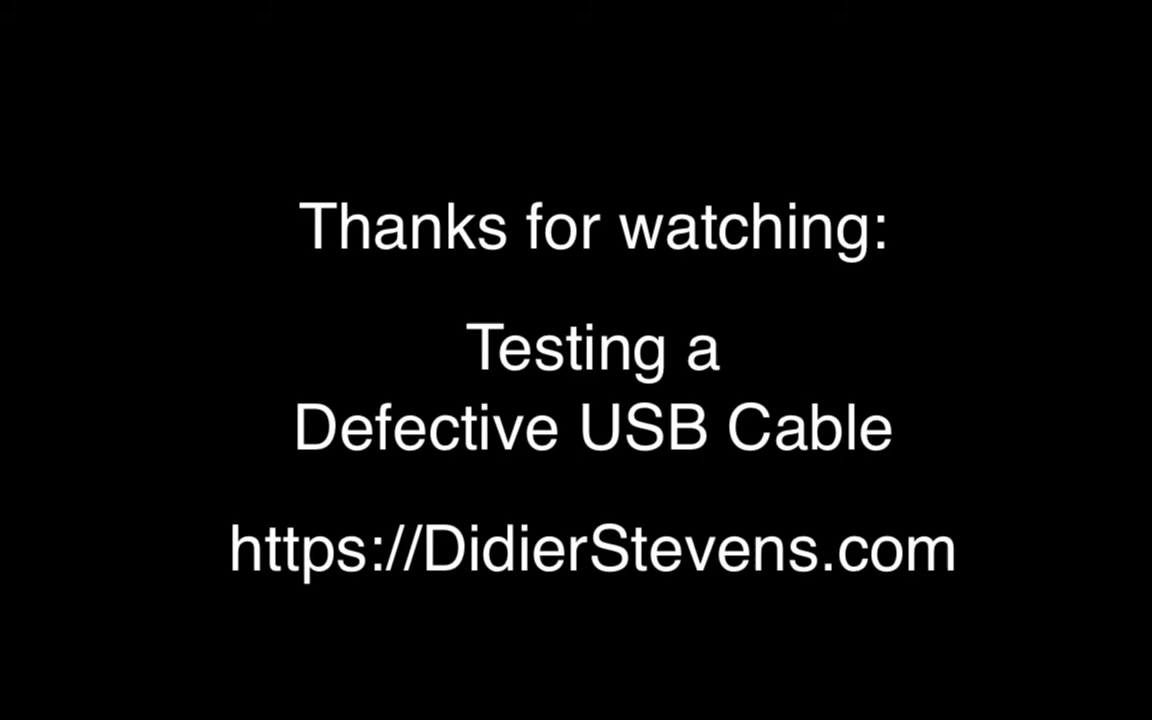 Thanks for watching:
Testing a
Defective USB Cable
https://DidierStevens.com